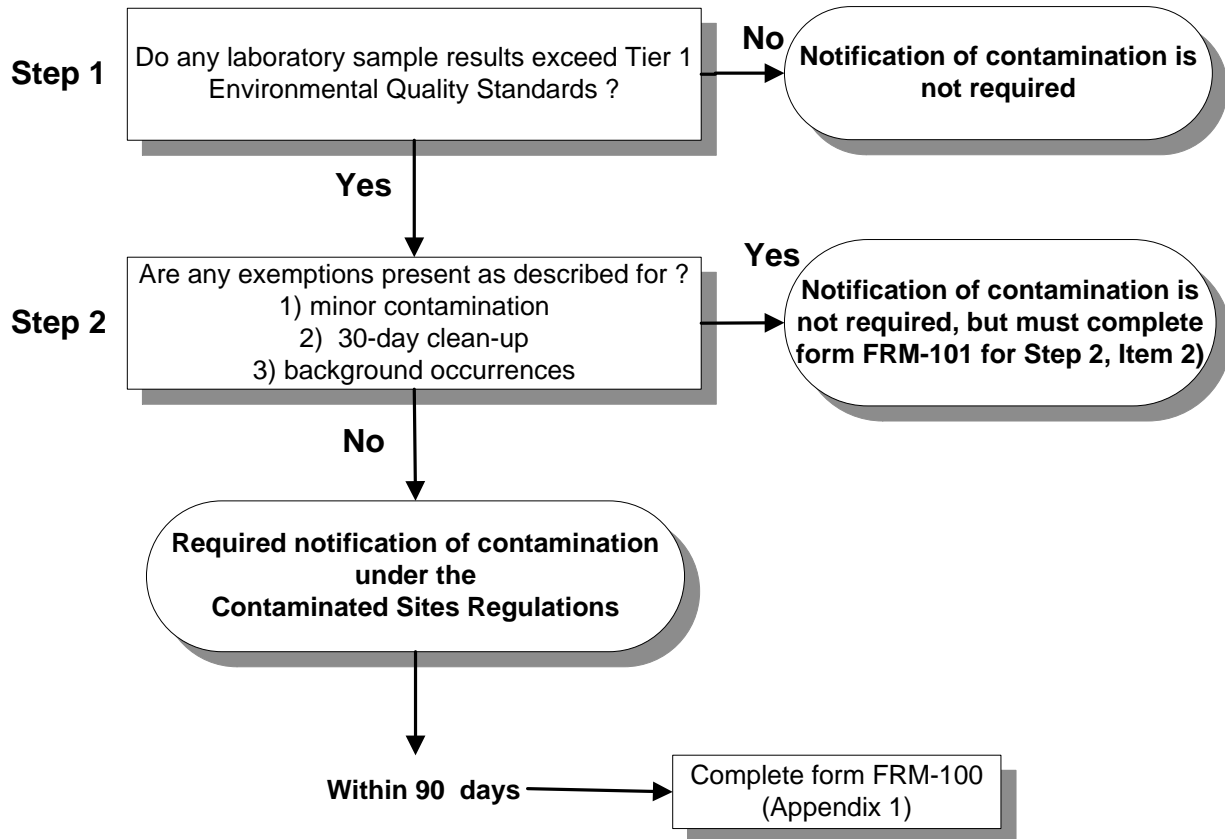 Step 1
Do any laboratory sample results exceed Tier 1
Environmental Quality Standards ?
No
Notification of contamination is
not required
Yes
Step 2
Are any exemptions present as described for ?
1) minor contamination
2) 30-day clean-up
3) background occurrences
Yes
Notification of contamination is
not required, but must complete
form FRM-101 for Step 2, Item 2)
No
Required notification of contamination
under the
Contaminated Sites Regulations
Within 90 days
Complete form FRM-100
(Appendix 1)